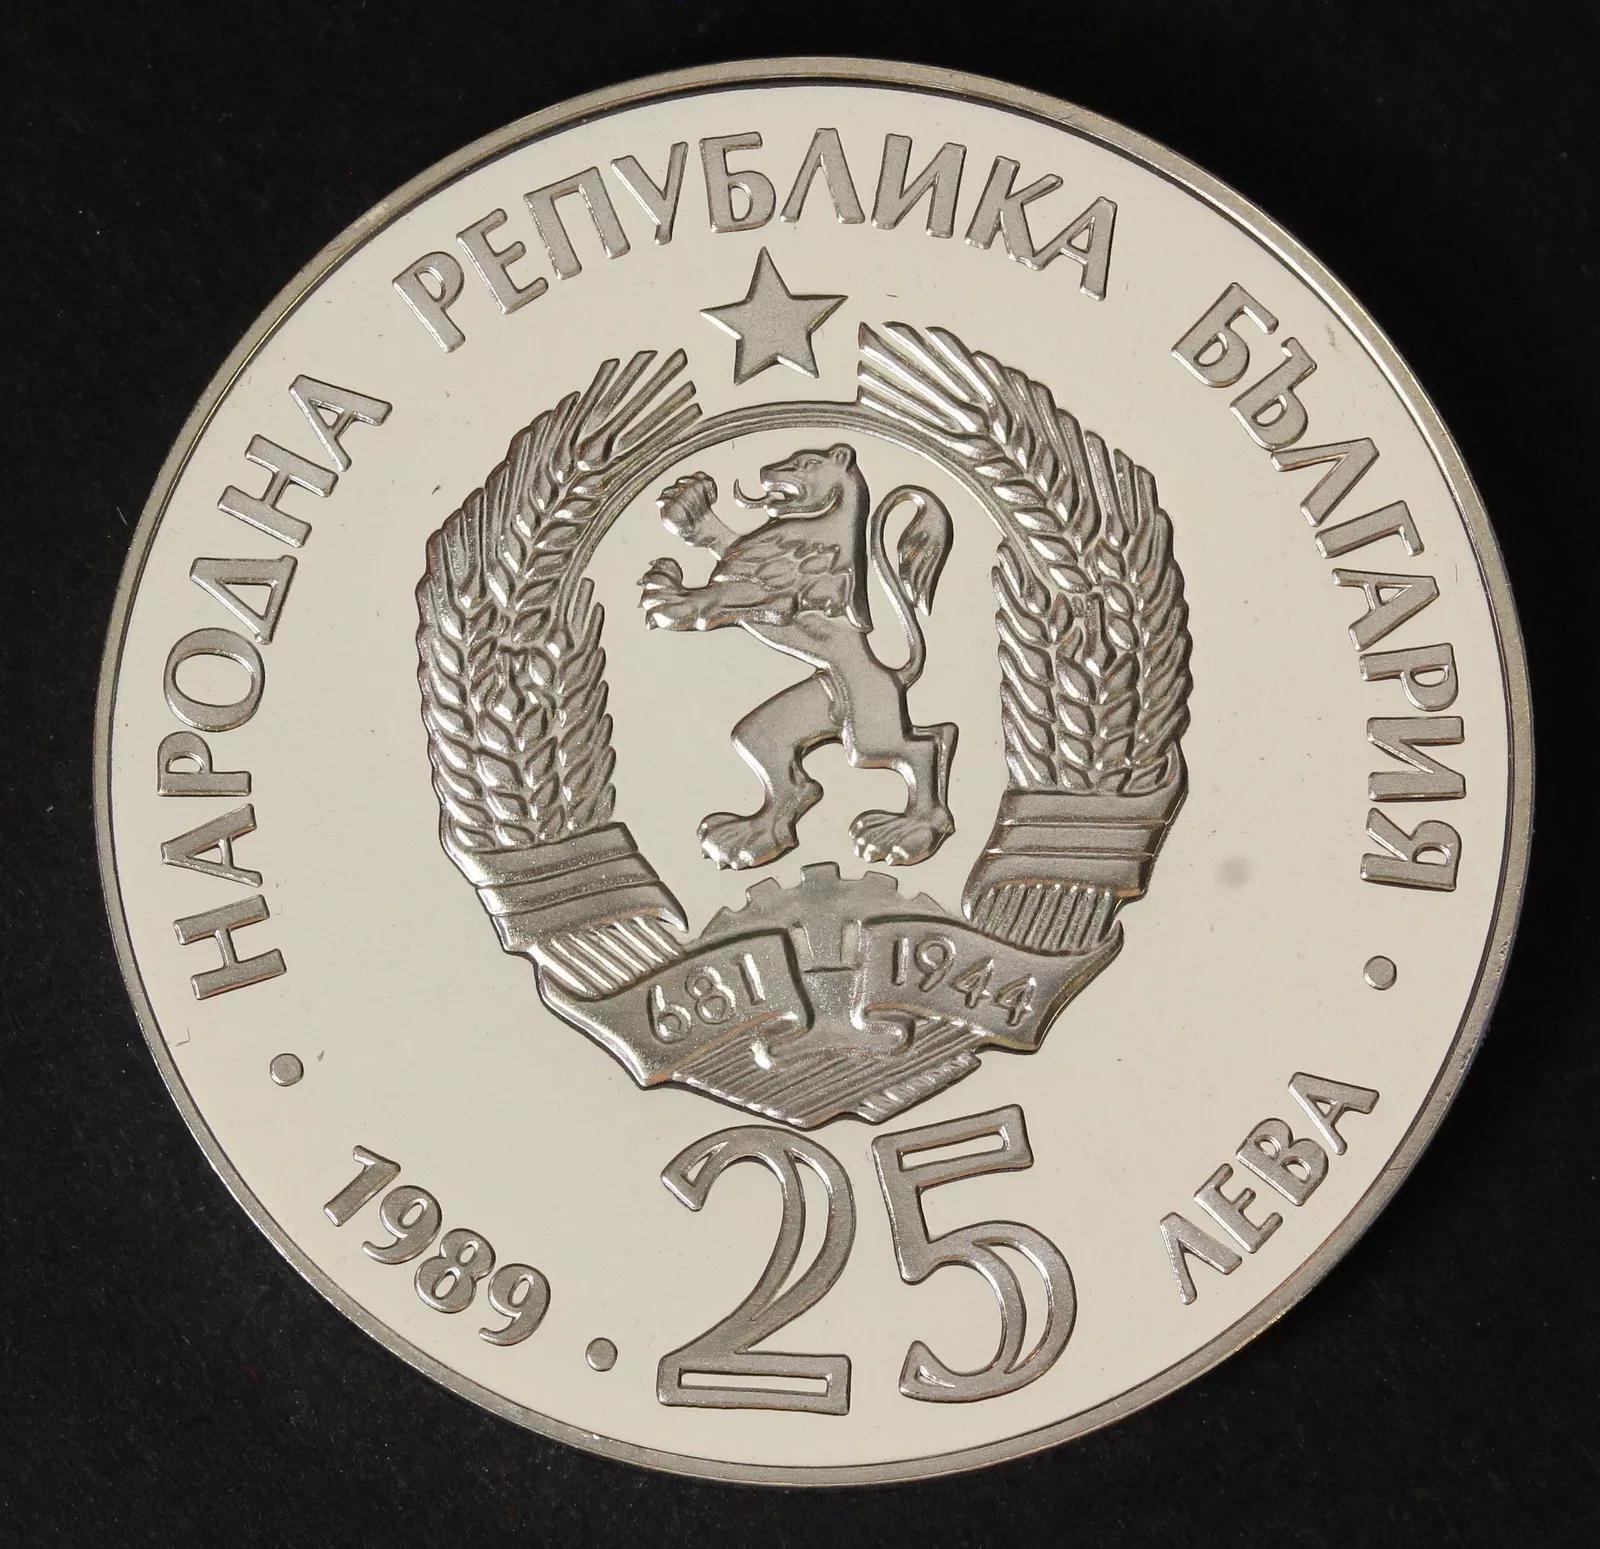 НАРОДНА РЕПУБЛИКА БЪЛГАРИЯ
681 1944
1989 · 25 ЛЕВА